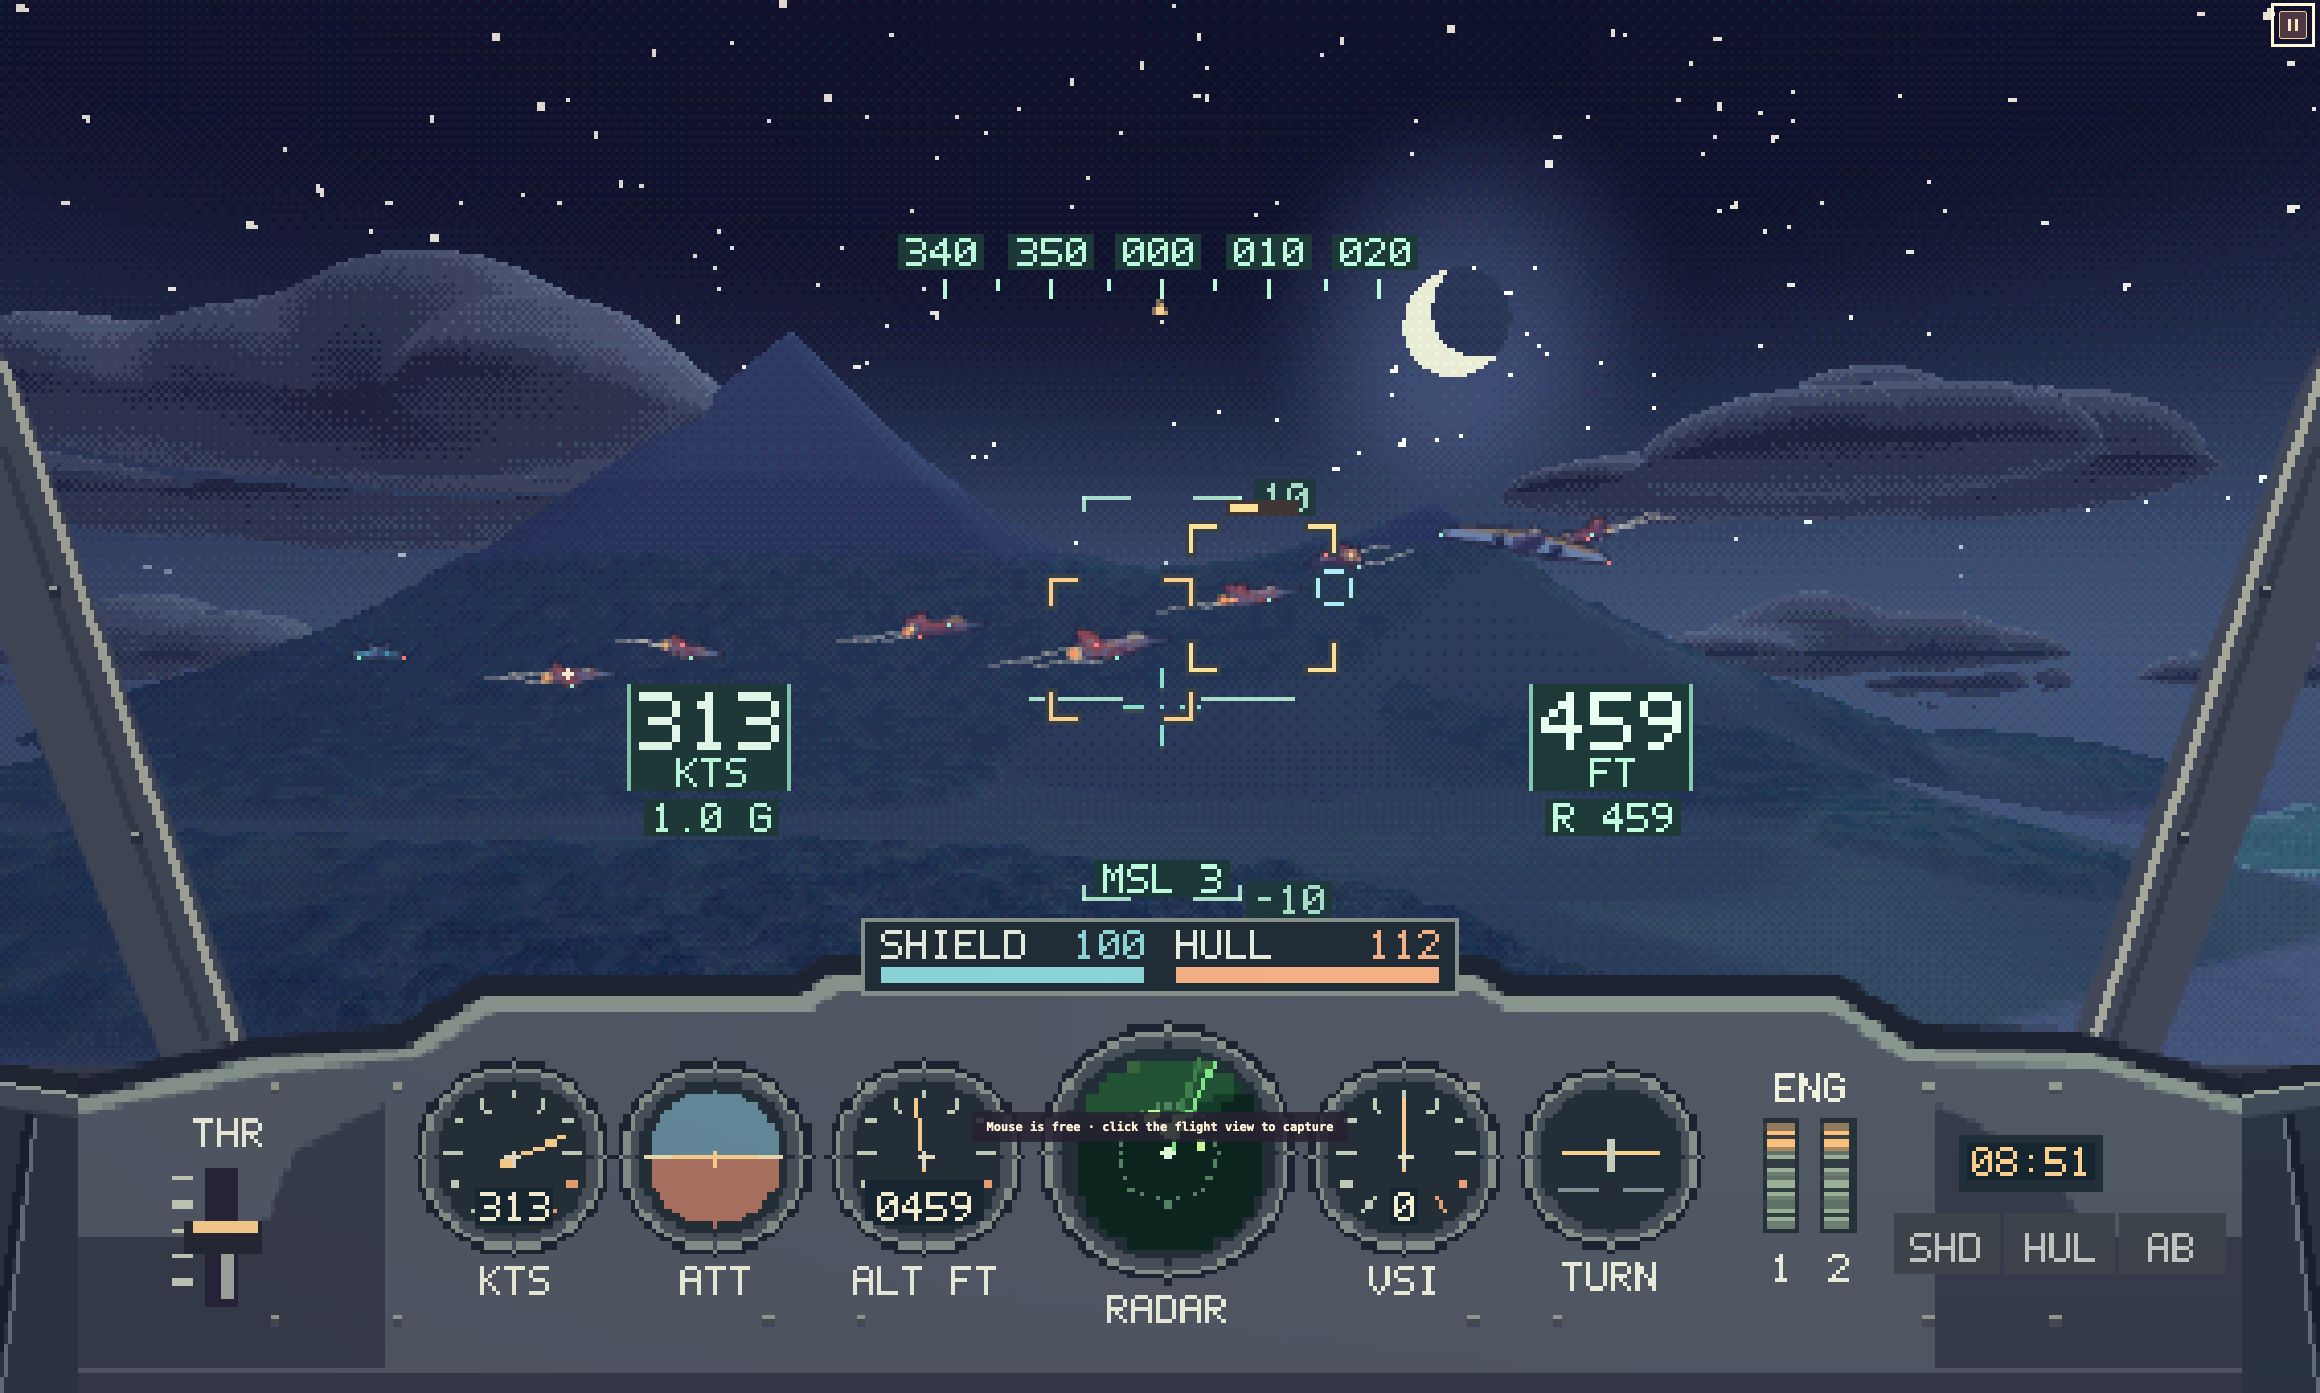 340 350 000 010 020
10
313
KTS
1.0 G
459
FT
R 459
MSL 3
-10
SHIELD 100 HULL 112
THR
313
KTS
ATT
0459
ALT FT
Mouse is free · click the flight view to capture
RADAR
0
VSI
TURN
ENG
1 2
08:51
SHD HUL AB